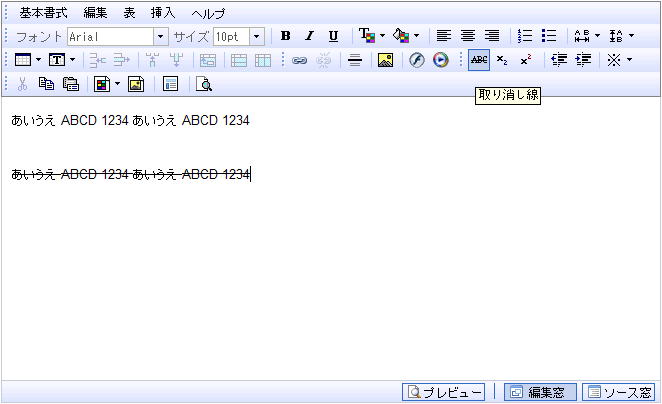 基本書式 編集 表 挿入 ヘルプ
フォント Arial サイズ 10pt B I U
ABC x₂ x²
取り消し線
あいうえ ABCD 1234 あいうえ ABCD 1234
あいうえ ABCD 1234 あいうえ ABCD 1234
プレビュー 編集窓 ソース窓